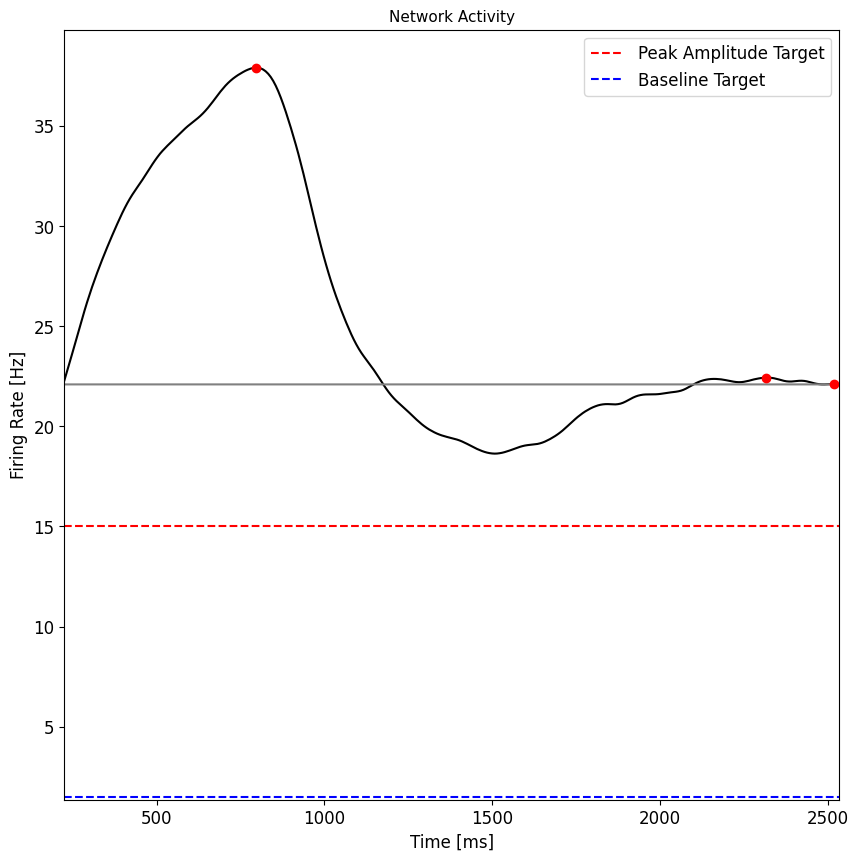 Network Activity
Peak Amplitude Target
Baseline Target
Firing Rate [Hz]
35
30
25
20
15
10
5
500
1000
1500
2000
2500
Time [ms]